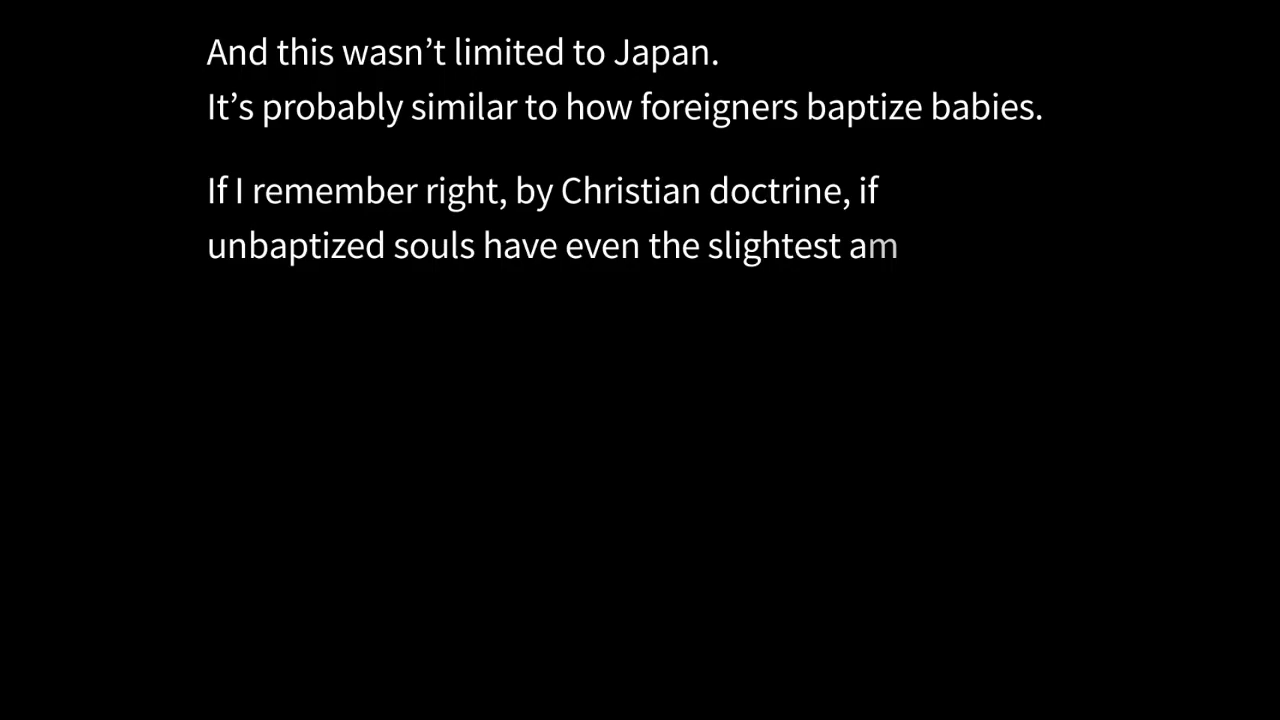 And this wasn’t limited to Japan.
It’s probably similar to how foreigners baptize babies.
If I remember right, by Christian doctrine, if
unbaptized souls have even the slightest am